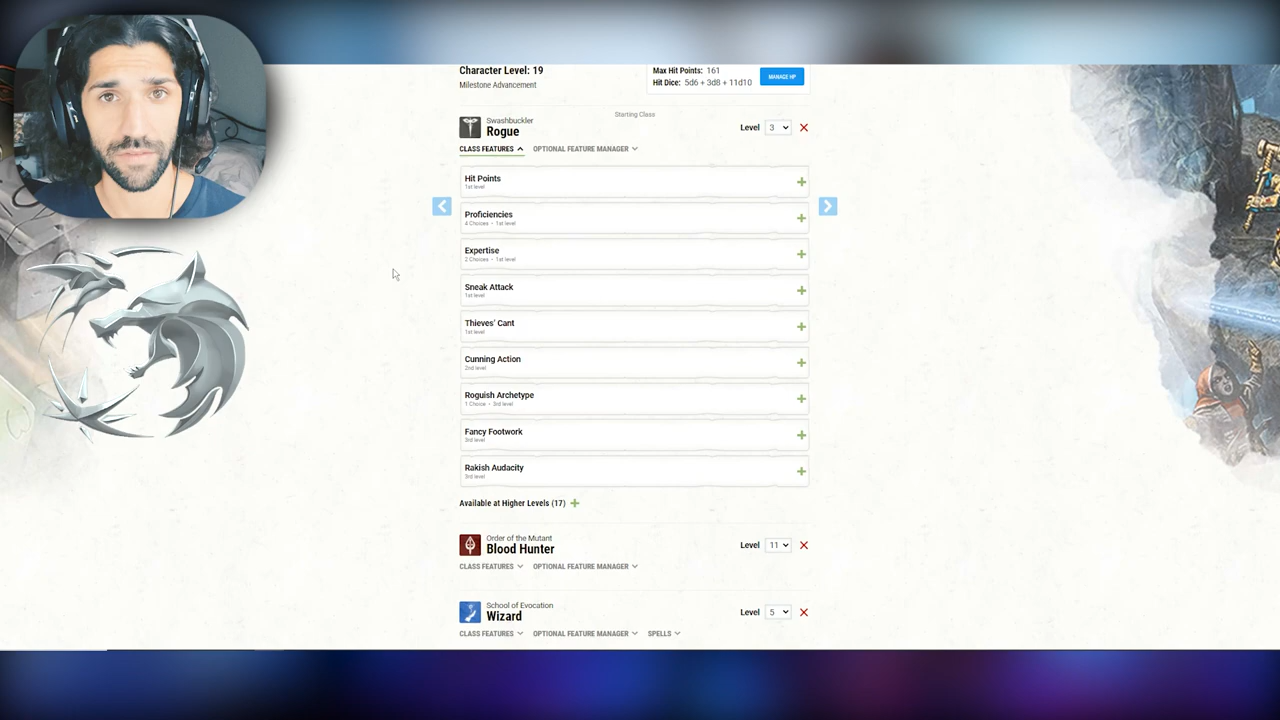 Character Level: 19
Milestone Advancement
Max Hit Points: 161
Hit Dice: 5d6 + 3d8 + 11d10
MANAGE HP
Starting Class
Swashbuckler
Rogue
Level 3
CLASS FEATURES
OPTIONAL FEATURE MANAGER
Hit Points
1st level
Proficiencies
4 Choices • 1st level
Expertise
2 Choices • 1st level
Sneak Attack
1st level
Thieves' Cant
1st level
Cunning Action
2nd level
Roguish Archetype
1 Choice • 3rd level
Fancy Footwork
3rd level
Rakish Audacity
3rd level
Available at Higher Levels (17)
Order of the Mutant
Blood Hunter
Level 11
CLASS FEATURES
OPTIONAL FEATURE MANAGER
School of Evocation
Wizard
Level 5
CLASS FEATURES
OPTIONAL FEATURE MANAGER
SPELLS